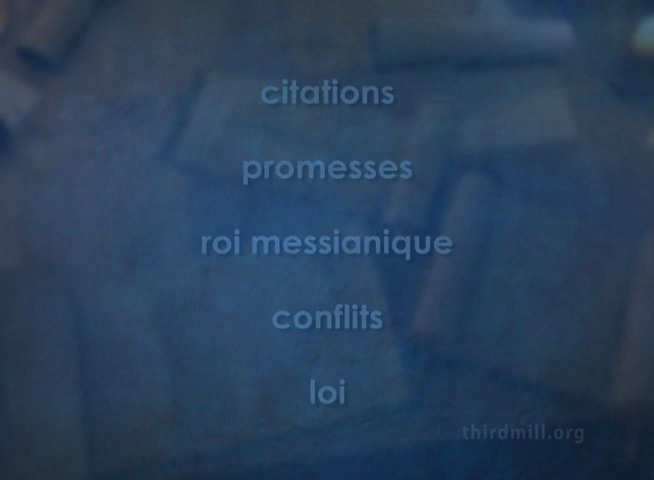 citations
promesses
roi messianique
conflits
loi
thirdmill.org